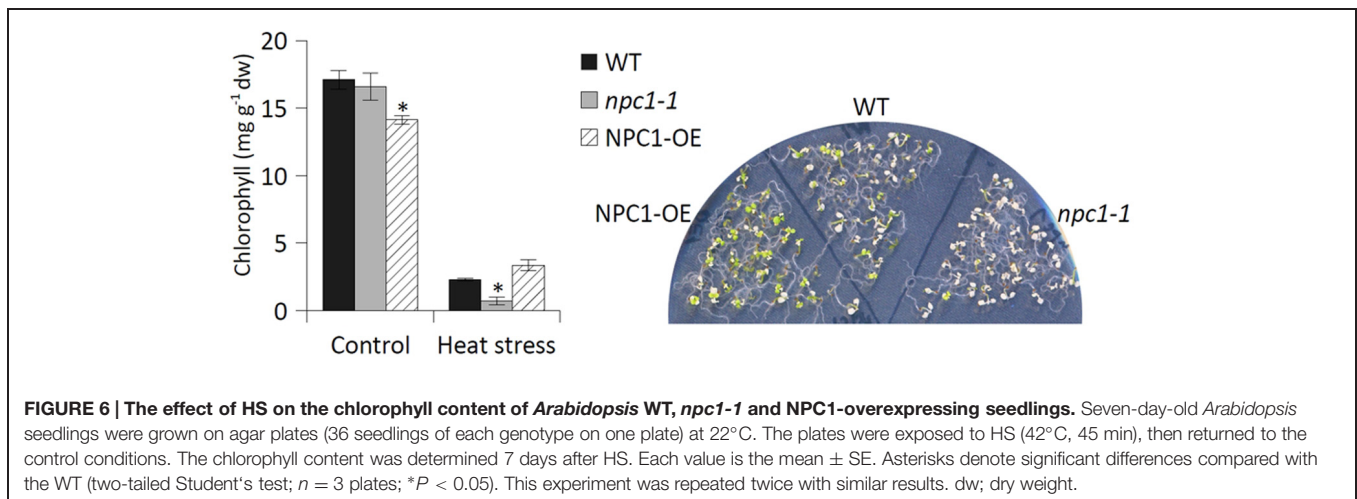 20
15
10
5
0
Chlorophyll (mg g⁻¹ dw)
*
*
Control Heat stress
WT
npc1-1
NPC1-OE
WT
NPC1-OE
npc1-1
FIGURE 6 | The effect of HS on the chlorophyll content of Arabidopsis WT, npc1-1 and NPC1-overexpressing seedlings. Seven-day-old Arabidopsis
seedlings were grown on agar plates (36 seedlings of each genotype on one plate) at 22°C. The plates were exposed to HS (42°C, 45 min), then returned to the
control conditions. The chlorophyll content was determined 7 days after HS. Each value is the mean ± SE. Asterisks denote significant differences compared with
the WT (two-tailed Student‘s test; n = 3 plates; *P < 0.05). This experiment was repeated twice with similar results. dw; dry weight.